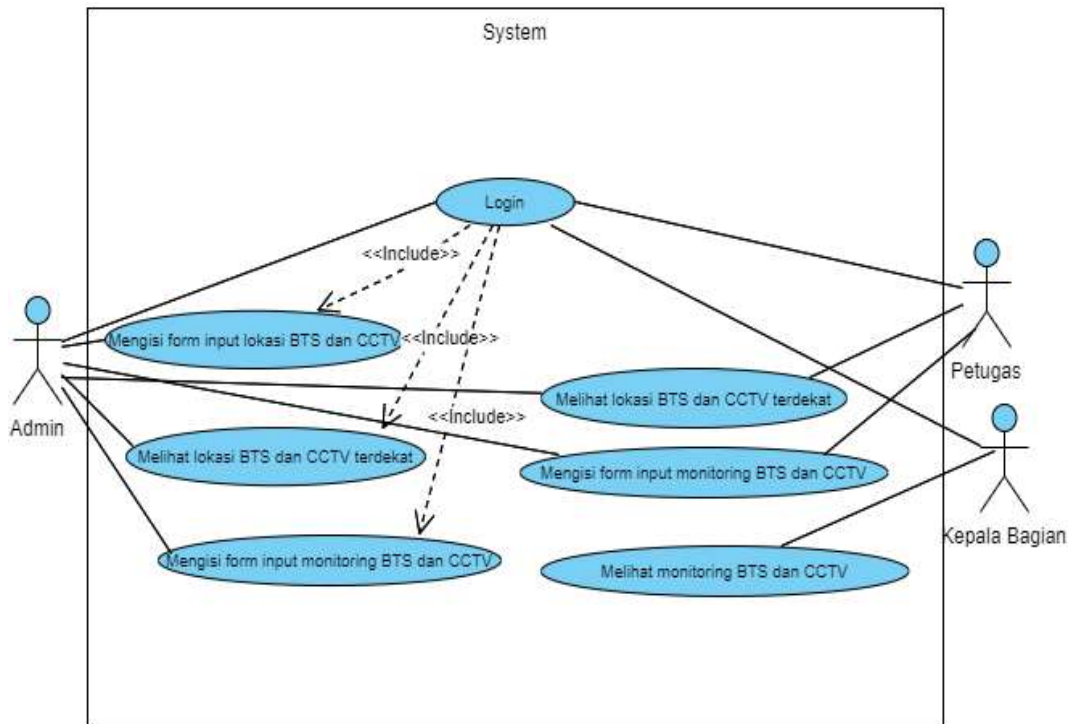 System
Login
<<Include>>
Mengisi form input lokasi BTS dan CCTV
<<Include>>
Petugas
Melihat lokasi BTS dan CCTV terdekat
<<Include>>
Admin
Melihat lokasi BTS dan CCTV terdekat
Mengisi form input monitoring BTS dan CCTV
Kepala Bagian
Mengisi form input monitoring BTS dan CCTV
Melihat monitoring BTS dan CCTV